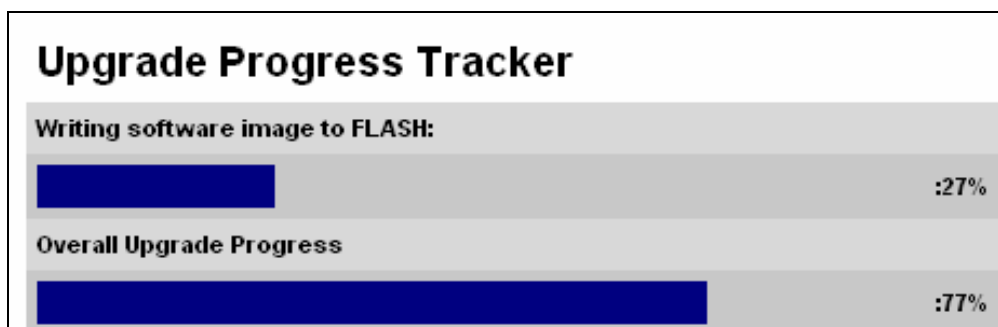 Upgrade Progress Tracker
Writing software image to FLASH:
:27%
Overall Upgrade Progress
:77%